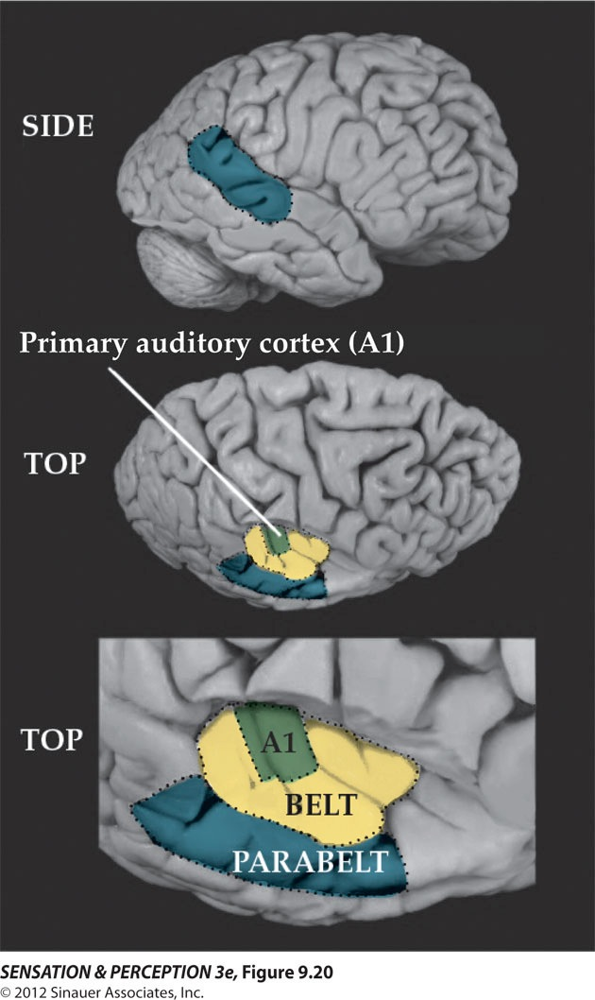 SIDE
Primary auditory cortex (A1)
TOP
TOP
A1
BELT
PARABELT
SENSATION & PERCEPTION 3e, Figure 9.20
© 2012 Sinauer Associates, Inc.